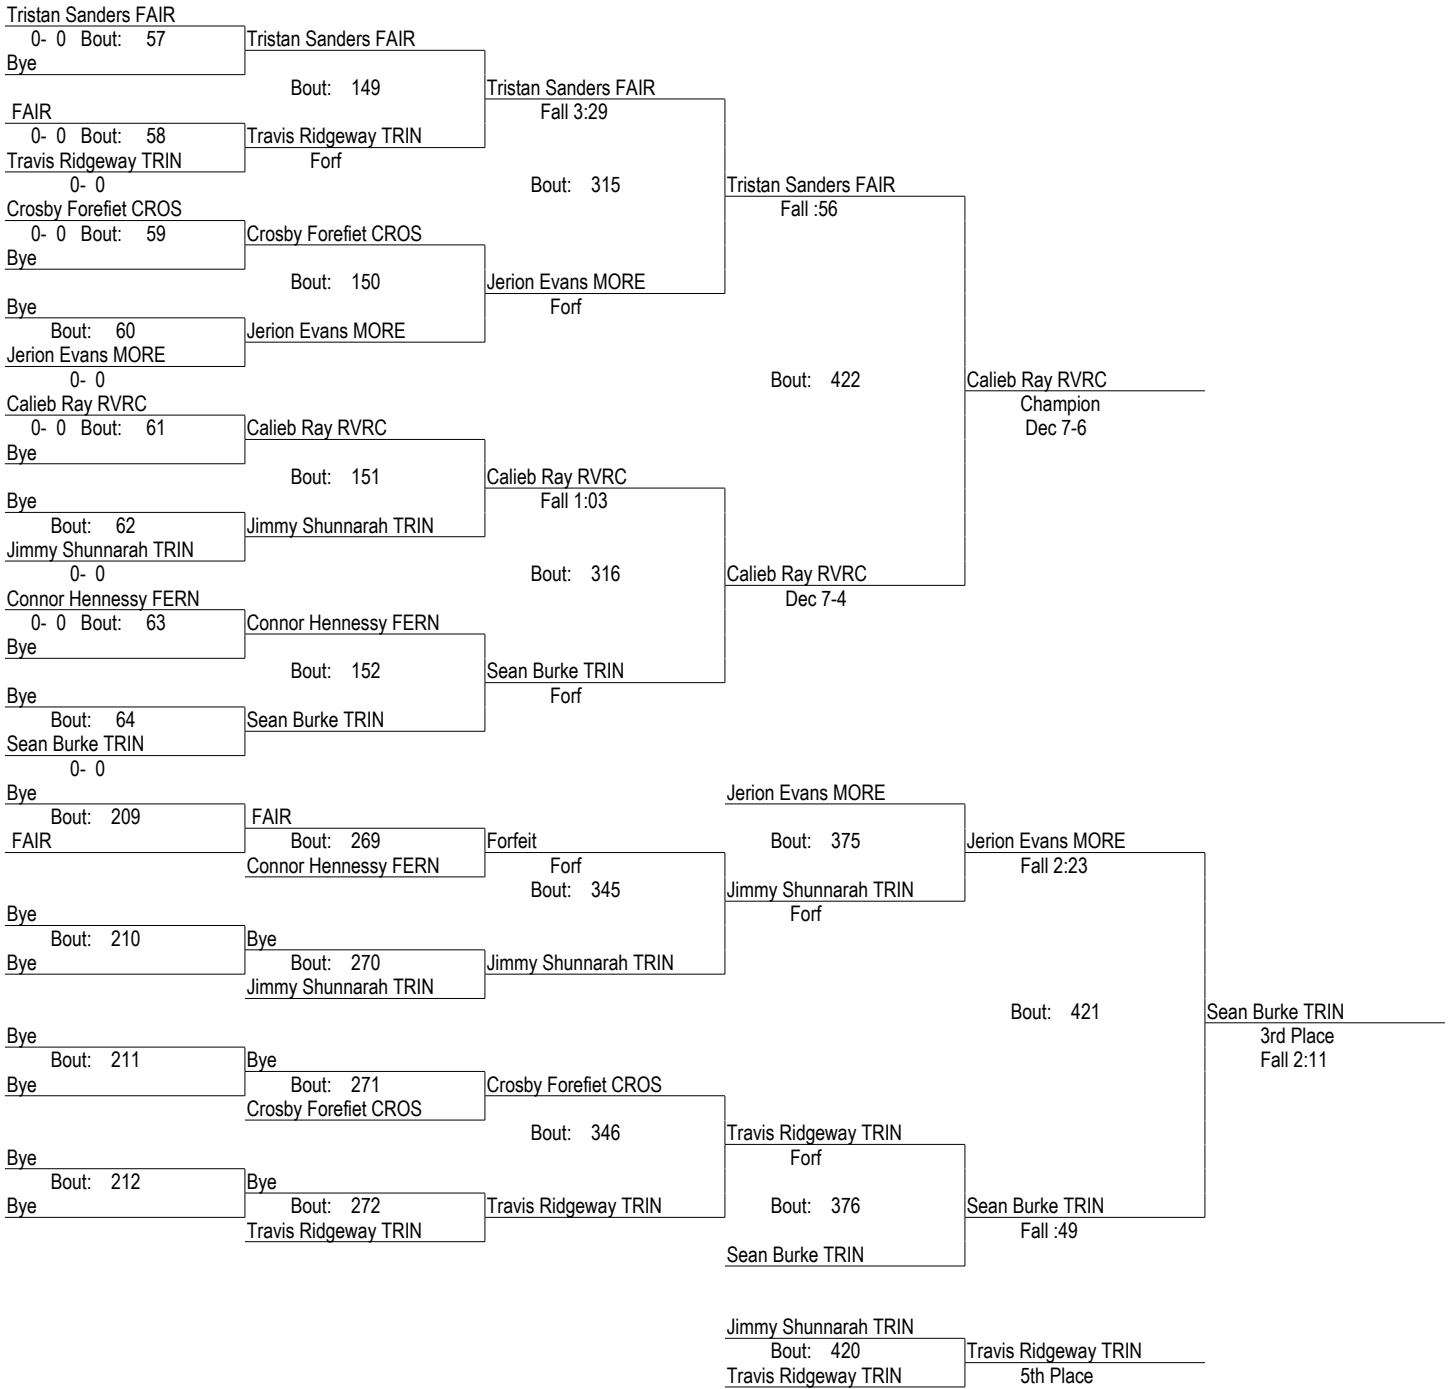 Tristan Sanders FAIR
0- 0 Bout: 57
Tristan Sanders FAIR
Bye
Bout: 149
Tristan Sanders FAIR
FAIR
Fall 3:29
0- 0 Bout: 58
Travis Ridgeway TRIN
Travis Ridgeway TRIN
Forf
0- 0
Bout: 315
Tristan Sanders FAIR
Crosby Forefiet CROS
Fall :56
0- 0 Bout: 59
Crosby Forefiet CROS
Bye
Bout: 150
Jerion Evans MORE
Bye
Forf
Bout: 60
Jerion Evans MORE
Jerion Evans MORE
0- 0
Bout: 422
Calieb Ray RVRC
Calieb Ray RVRC
Champion
0- 0 Bout: 61
Calieb Ray RVRC
Dec 7-6
Bye
Bout: 151
Calieb Ray RVRC
Bye
Fall 1:03
Bout: 62
Jimmy Shunnarah TRIN
Jimmy Shunnarah TRIN
0- 0
Bout: 316
Calieb Ray RVRC
Connor Hennessy FERN
Dec 7-4
0- 0 Bout: 63
Connor Hennessy FERN
Bye
Bout: 152
Sean Burke TRIN
Bye
Forf
Bout: 64
Sean Burke TRIN
Sean Burke TRIN
0- 0
Bye
Jerion Evans MORE
Bout: 209
FAIR
FAIR
Bout: 269
Forfeit
Bout: 375
Jerion Evans MORE
Connor Hennessy FERN
Forf
Fall 2:23
Bout: 345
Jimmy Shunnarah TRIN
Bye
Forf
Bout: 210
Bye
Bye
Bout: 270
Jimmy Shunnarah TRIN
Jimmy Shunnarah TRIN
Bout: 421
Sean Burke TRIN
Bye
3rd Place
Bout: 211
Bye
Fall 2:11
Bye
Bout: 271
Crosby Forefiet CROS
Crosby Forefiet CROS
Bout: 346
Travis Ridgeway TRIN
Bye
Forf
Bout: 212
Bye
Bye
Bout: 272
Travis Ridgeway TRIN
Bout: 376
Sean Burke TRIN
Travis Ridgeway TRIN
Fall :49
Sean Burke TRIN
Jimmy Shunnarah TRIN
Bout: 420
Travis Ridgeway TRIN
Travis Ridgeway TRIN
5th Place